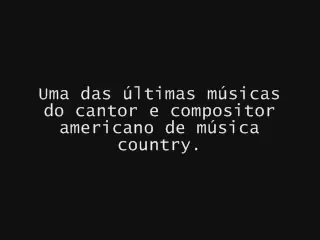 Uma das últimas músicas
do cantor e compositor
americano de música
country.